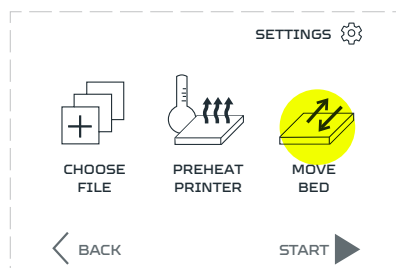 SETTINGS
CHOOSE
FILE
PREHEAT
PRINTER
MOVE
BED
BACK
START